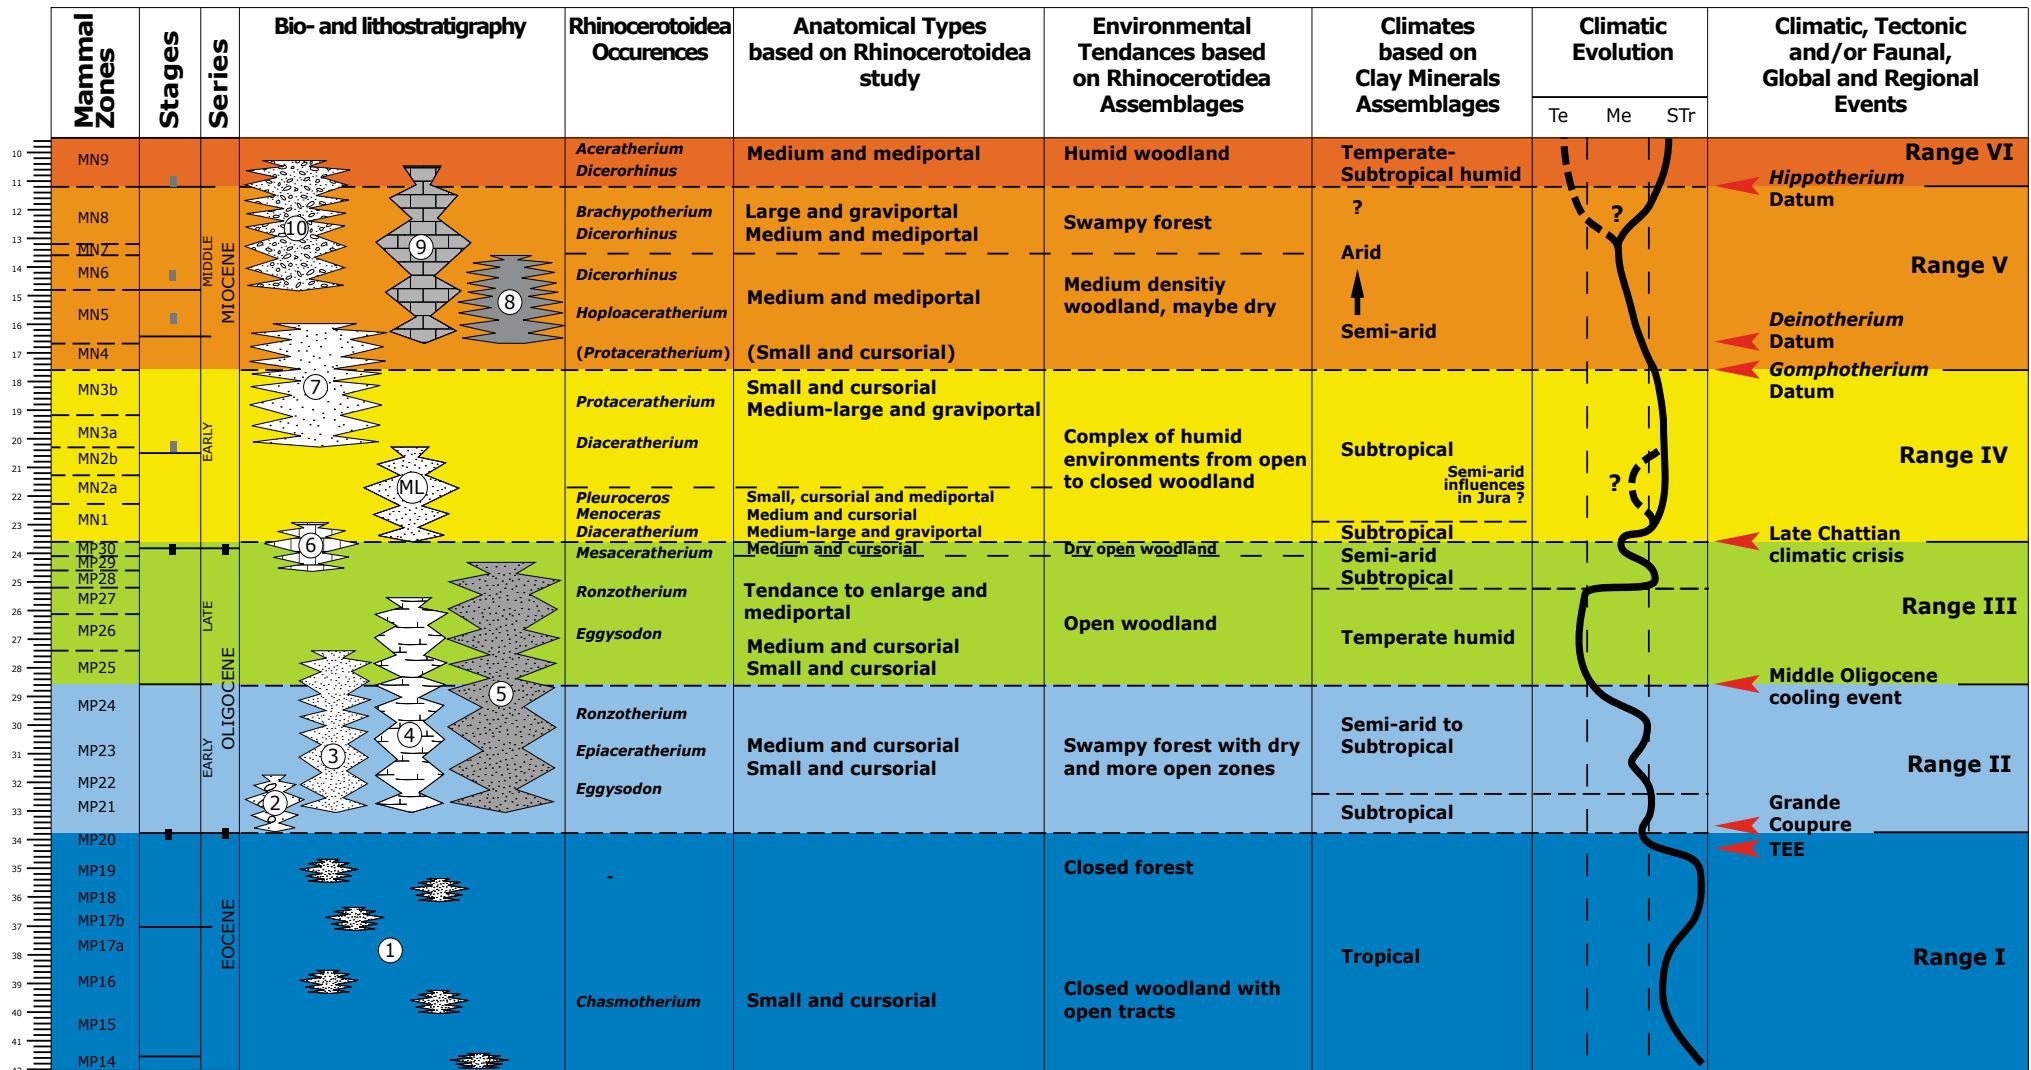 Mammal
Zones
Stages
Series
Bio- and lithostratigraphy
Rhinocerotoidea
Occurences
Anatomical Types
based on Rhinocerotoidea
study
Environmental
Tendances based
on Rhinocerotidea
Assemblages
Climates
based on
Clay Minerals
Assemblages
Climatic
Evolution
Te Me STr
Climatic, Tectonic
and/or Faunal,
Global and Regional
Events
10
11
12
13
14
15
16
17
18
19
20
21
22
23
24
25
26
27
28
29
30
31
32
33
34
35
36
37
38
39
40
41
MN9
MN8
MN7
MN6
MN5
MN4
MN3b
MN3a
MN2b
MN2a
MN1
MP30
MP29
MP28
MP27
MP26
MP25
MP24
MP23
MP22
MP21
MP20
MP19
MP18
MP17b
MP17a
MP16
MP15
MP14
MIDDLE
EARLY
MIOCENE
LATE
EARLY
OLIGOCENE
EOCENE
10
9
8
7
ML
6
5
4
3
2
1
Aceratherium
Dicerorhinus
Brachypotherium
Dicerorhinus
Dicerorhinus
Hoploaceratherium
(Protaceratherium)
Protaceratherium
Diaceratherium
Pleuroceros
Menoceras
Diaceratherium
Mesaceratherium
Ronzotherium
Eggysodon
Ronzotherium
Epiaceratherium
Eggysodon
-
Chasmotherium
Medium and mediportal
Large and graviportal
Medium and mediportal
Medium and mediportal
(Small and cursorial)
Small and cursorial
Medium-large and graviportal
Small, cursorial and mediportal
Medium and cursorial
Medium-large and graviportal
Medium and cursorial
Tendance to enlarge and
mediportal
Medium and cursorial
Small and cursorial
Medium and cursorial
Small and cursorial
Small and cursorial
Humid woodland
Swampy forest
Medium densitiy
woodland, maybe dry
Complex of humid
environments from open
to closed woodland
Dry open woodland
Open woodland
Swampy forest with dry
and more open zones
Closed forest
Closed woodland with
open tracts
Temperate-
Subtropical humid
?
Arid
Semi-arid
Subtropical
Semi-arid
influences
in Jura ?
Subtropical
Semi-arid
Subtropical
Temperate humid
Semi-arid to
Subtropical
Subtropical
Tropical
?
?
Range VI
Hippotherium
Datum
Range V
Deinotherium
Datum
Gomphotherium
Datum
Range IV
Late Chattian
climatic crisis
Range III
Middle Oligocene
cooling event
Range II
Grande
Coupure
TEE
Range I